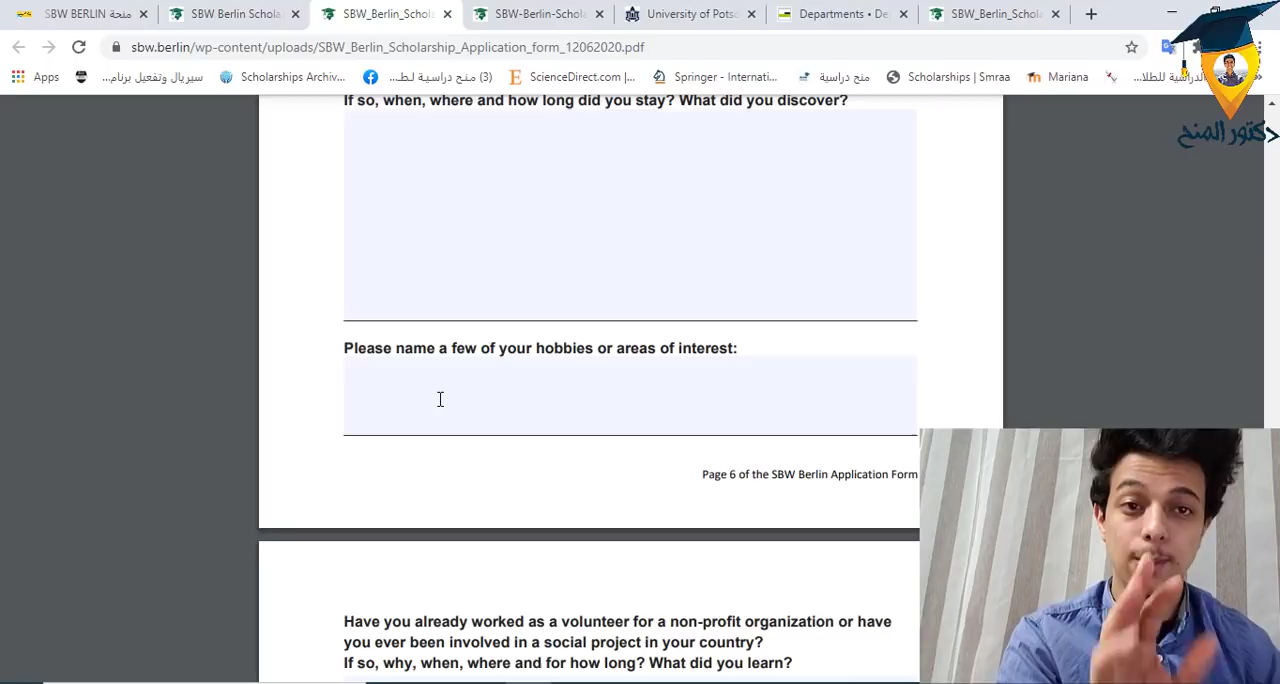 منحة SBW BERLIN
SBW Berlin Schola
SBW_Berlin_Schola
SBW-Berlin-Schola
University of Pots
Departments • De
SBW_Berlin_Schola
sbw.berlin/wp-content/uploads/SBW_Berlin_Scholarship_Application_form_12062020.pdf
Apps
سيريال وتفعيل برنام...
Scholarships Archiv...
(3) منح دراسية لط...
ScienceDirect.com |...
Springer - Internati...
منح دراسية
Scholarships | Smraa
Mariana
الدراسية للطلا...
دكتور المنح
If so, when, where and how long did you stay? What did you discover?
Please name a few of your hobbies or areas of interest:
Page 6 of the SBW Berlin Application Form
Have you already worked as a volunteer for a non-profit organization or have
you ever been involved in a social project in your country?
If so, why, when, where and for how long? What did you learn?